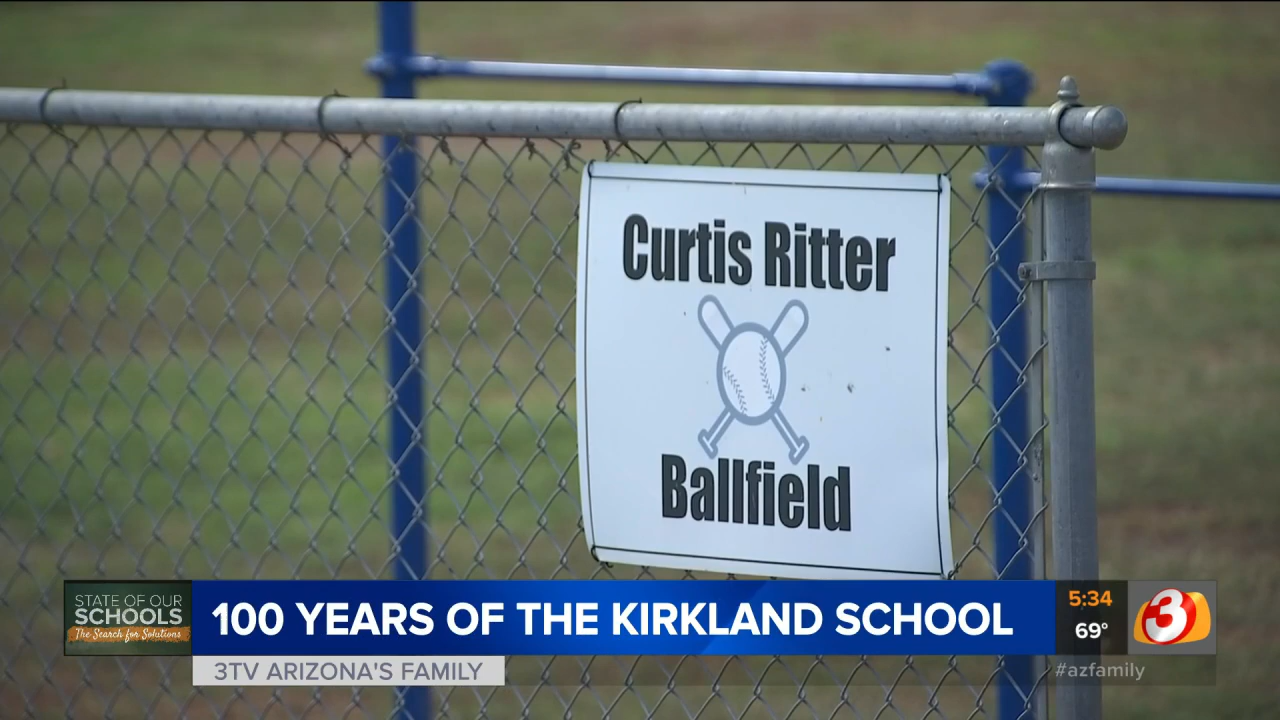 Curtis Ritter
Ballfield
STATE OF OUR
SCHOOLS
The Search for Solutions
100 YEARS OF THE KIRKLAND SCHOOL
5:34
69°
3
3TV ARIZONA'S FAMILY
#azfamily